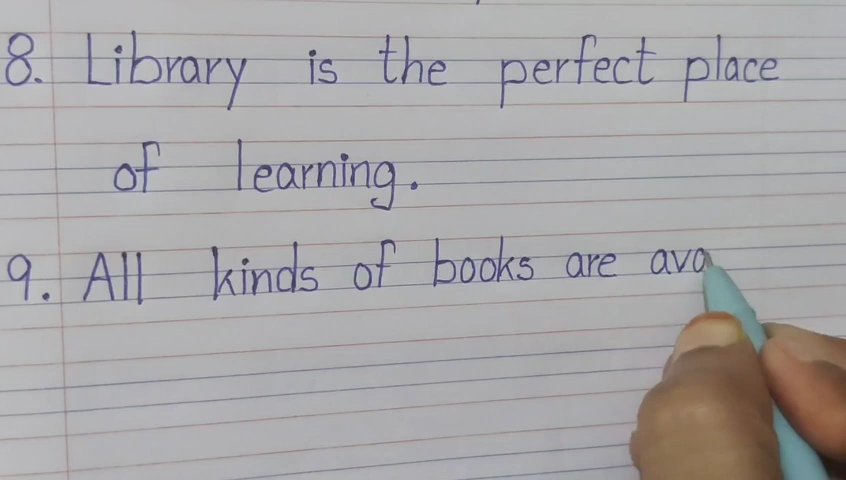 8. Library is the perfect place
of learning.
9. All kinds of books are ava